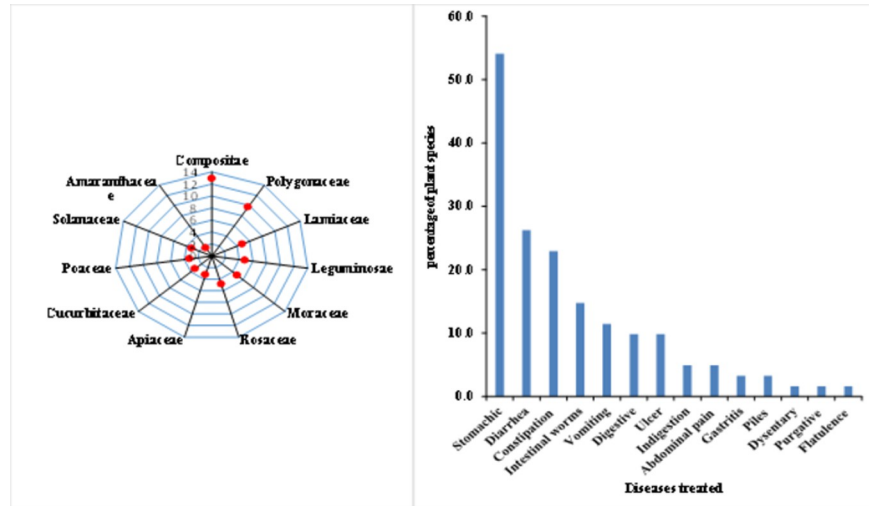 Compositae
14
12
10
8
6
4
2
Polygonaceae
Lamiaceae
Leguminosae
Moraceae
Rosaceae
Apiaceae
Cucurbitaceae
Poaceae
Solanaceae
Amaranthacea
e
percentage of plant species
60.0
50.0
40.0
30.0
20.0
10.0
0.0
Stomachic
Diarrhea
Constipation
Intestinal worms
Vomiting
Digestive
Ulcer
Indigestion
Abdominal pain
Gastritis
Piles
Dysentary
Purgative
Flatulence
Diseases treated